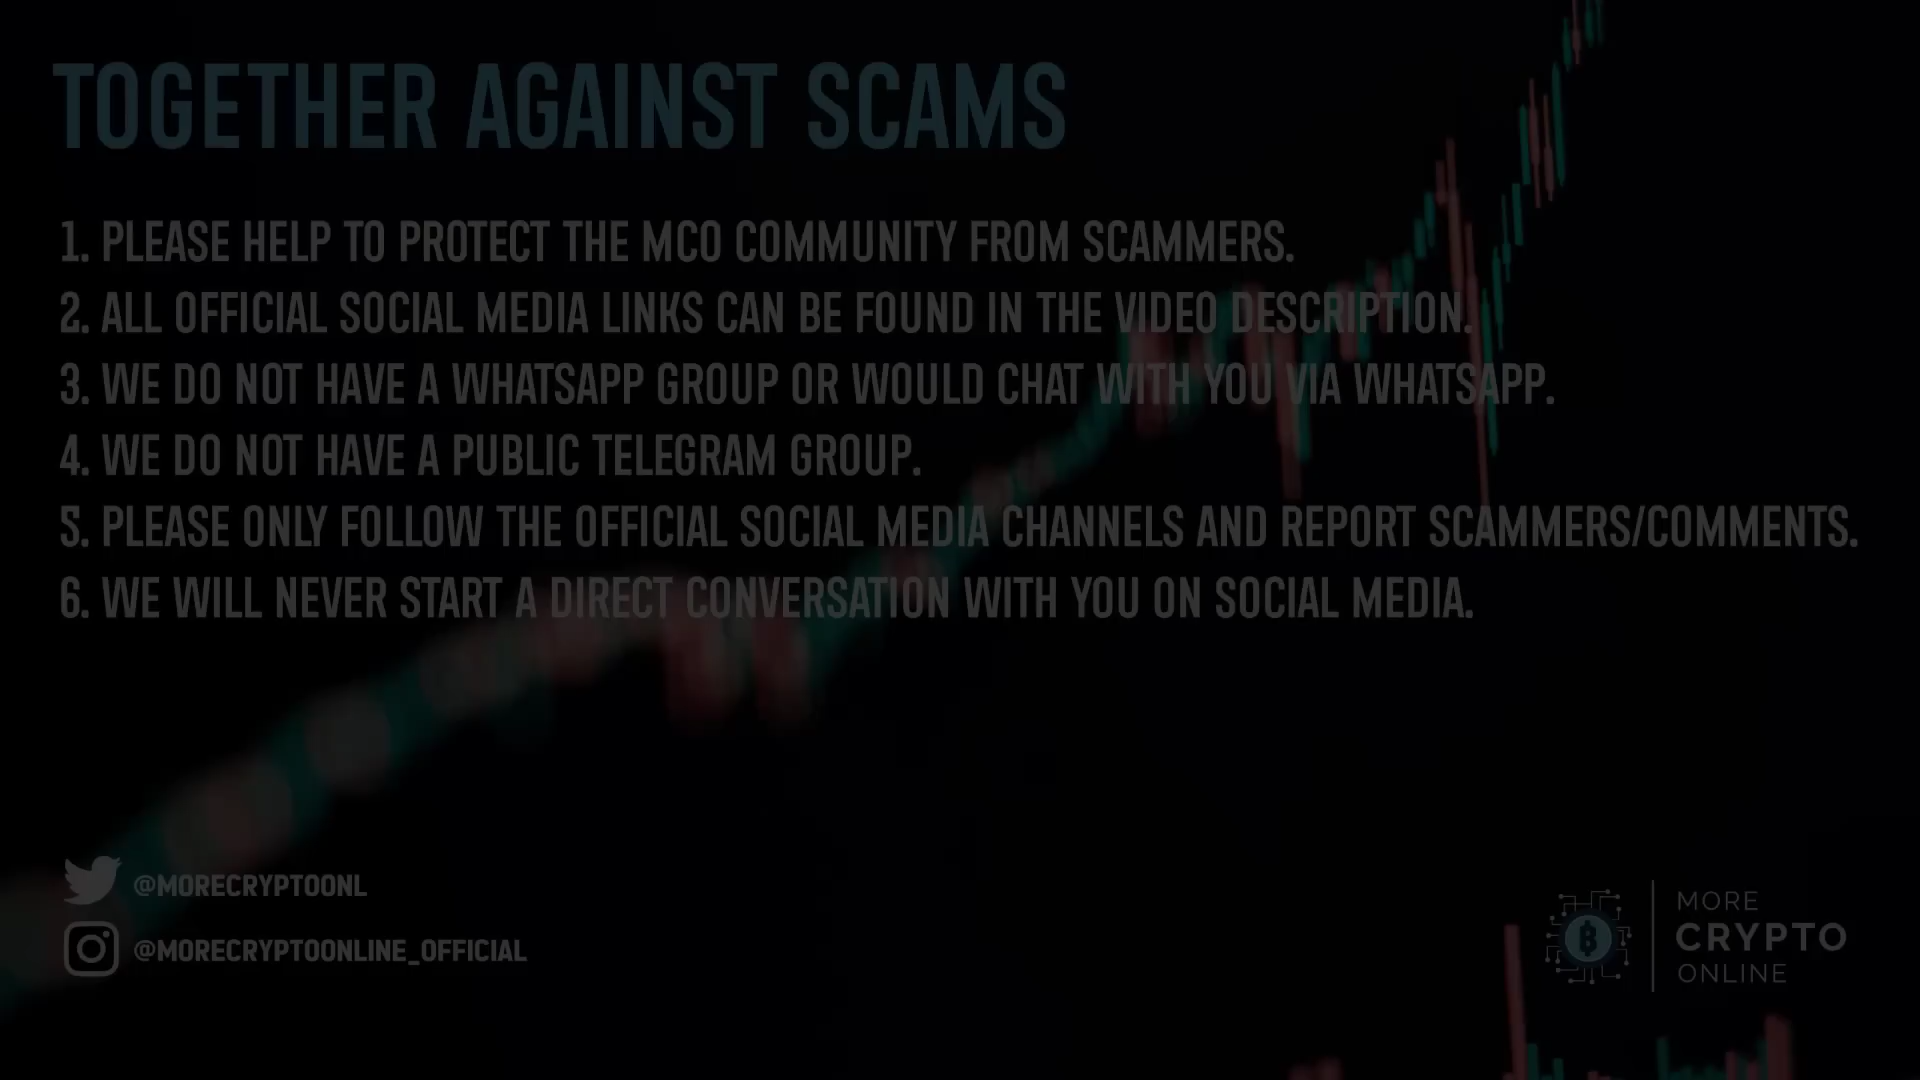 TOGETHER AGAINST SCAMS
1. PLEASE HELP TO PROTECT THE MCO COMMUNITY FROM SCAMMERS.
2. ALL OFFICIAL SOCIAL MEDIA LINKS CAN BE FOUND IN THE VIDEO DESCRIPTION.
3. WE DO NOT HAVE A WHATSAPP GROUP OR WOULD CHAT WITH YOU VIA WHATSAPP.
4. WE DO NOT HAVE A PUBLIC TELEGRAM GROUP.
5. PLEASE ONLY FOLLOW THE OFFICIAL SOCIAL MEDIA CHANNELS AND REPORT SCAMMERS/COMMENTS.
6. WE WILL NEVER START A DIRECT CONVERSATION WITH YOU ON SOCIAL MEDIA.
@MORECRYPTOONL
@MORECRYPTOONLINE_OFFICIAL
MORE
CRYPTO
ONLINE